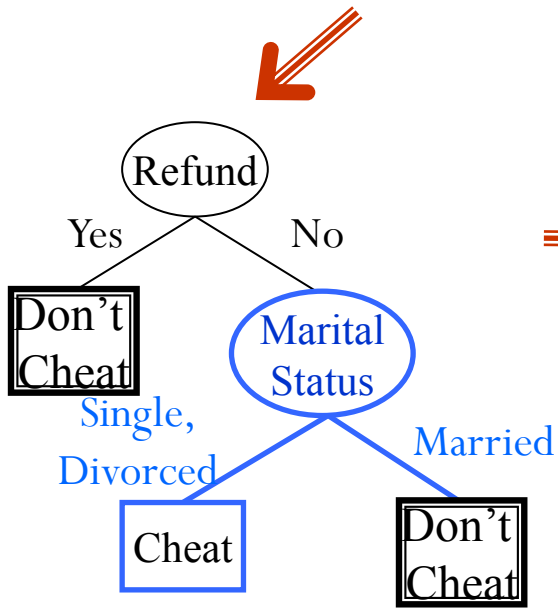 Refund
Yes
No
Don't
Cheat
Marital
Status
Single,
Divorced
Married
Cheat
Don't
Cheat